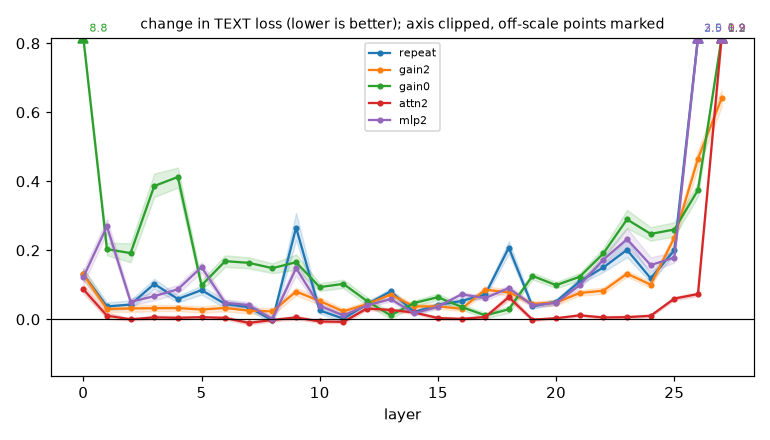 change in TEXT loss (lower is better); axis clipped, off-scale points marked
8.8
0.8
0.6
0.4
0.2
0.0
repeat
gain2
gain0
attn2
mlp2
0 5 10 15 20 25
layer